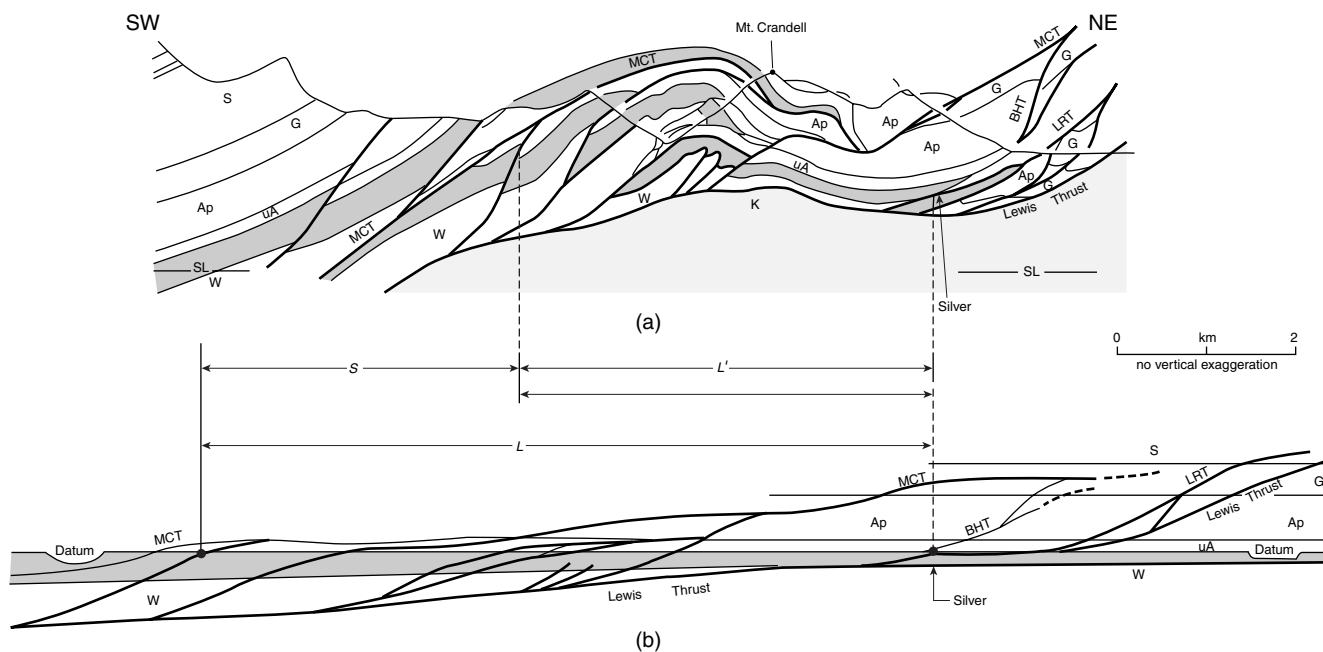 SW
NE
Mt. Crandell
MCT
MCT
G
S
BHT
G
LRT
Ap
Ap
G
Ap
Ap
uA
Ap
uA
G
W
K
Lewis Thrust
MCT
W
SL
W
SL
Silver
(a)
0 km 2
no vertical exaggeration
S
L'
L
S
MCT
LRT
G
Lewis Thrust
MCT
Ap
BHT
Ap
Datum
uA
Datum
W
W
Lewis Thrust
Silver
(b)